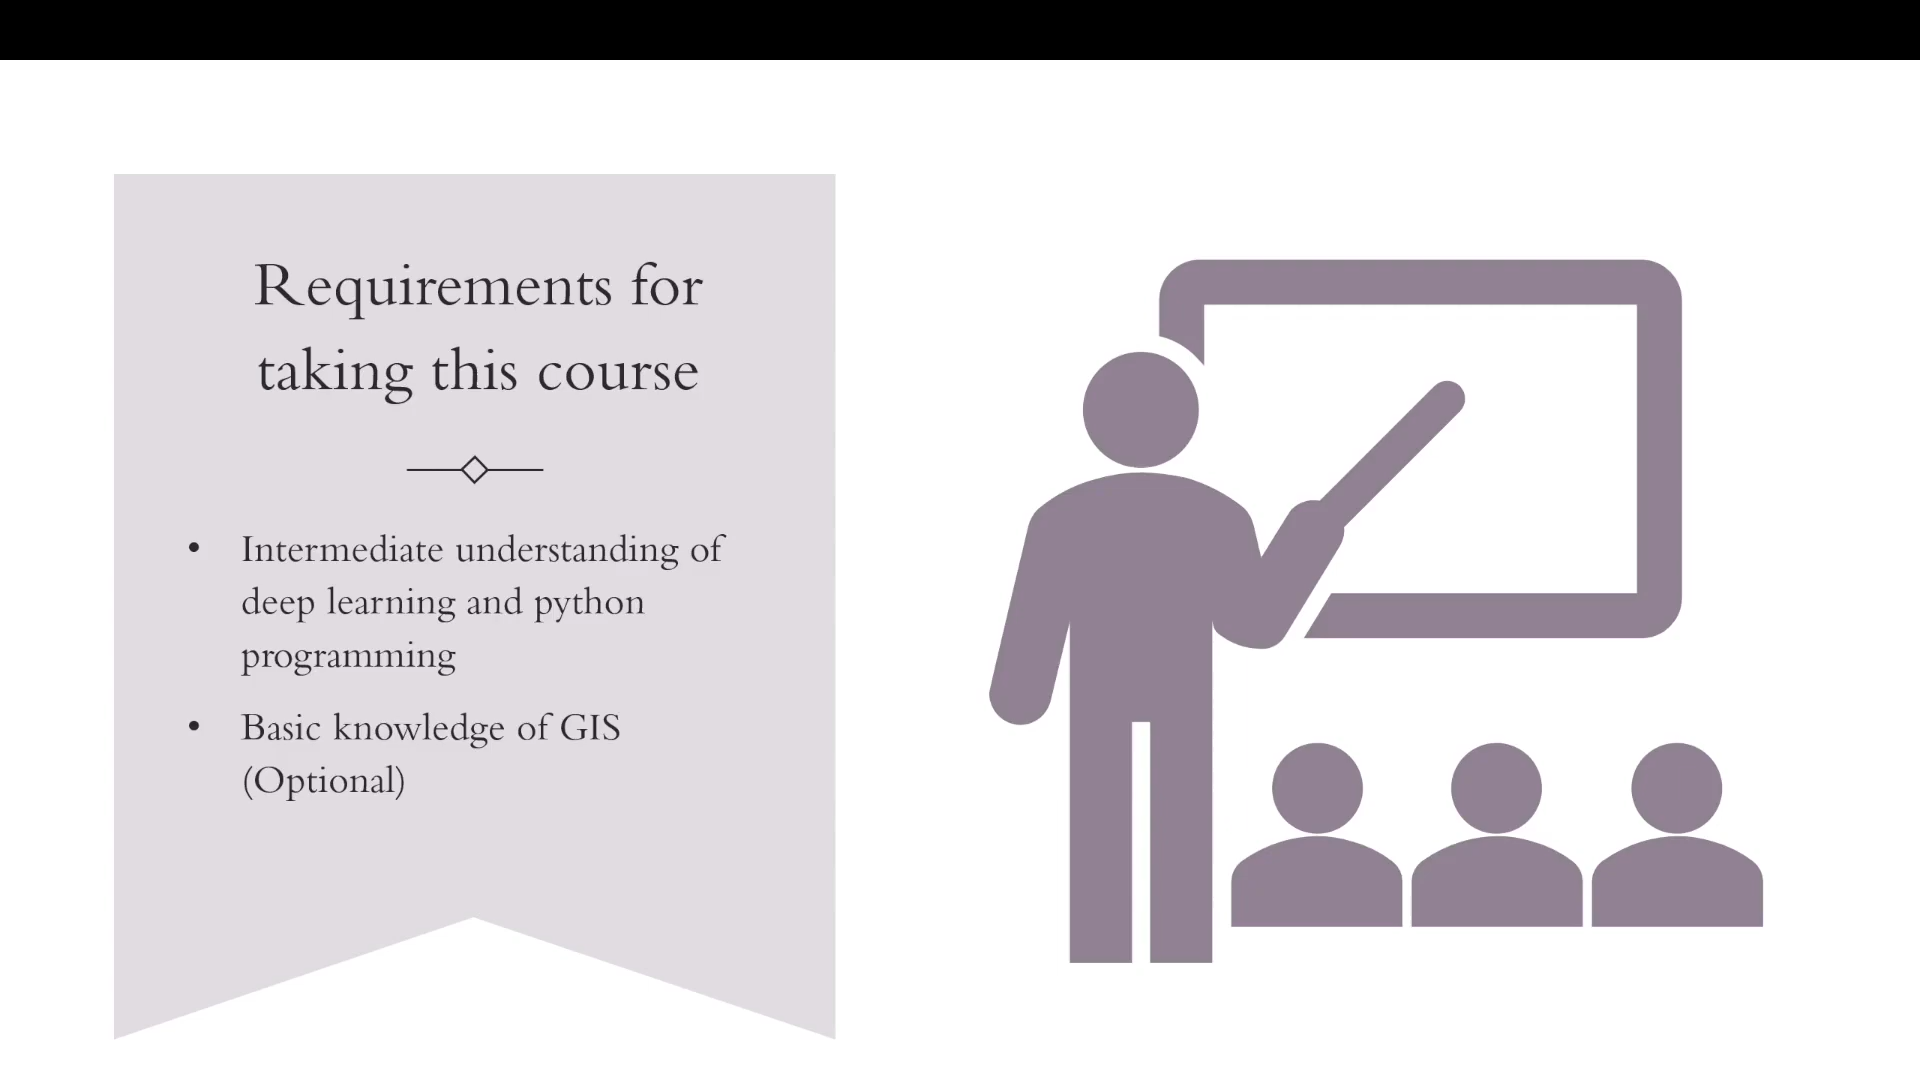 Requirements for
taking this course
• Intermediate understanding of
deep learning and python
programming
• Basic knowledge of GIS
(Optional)